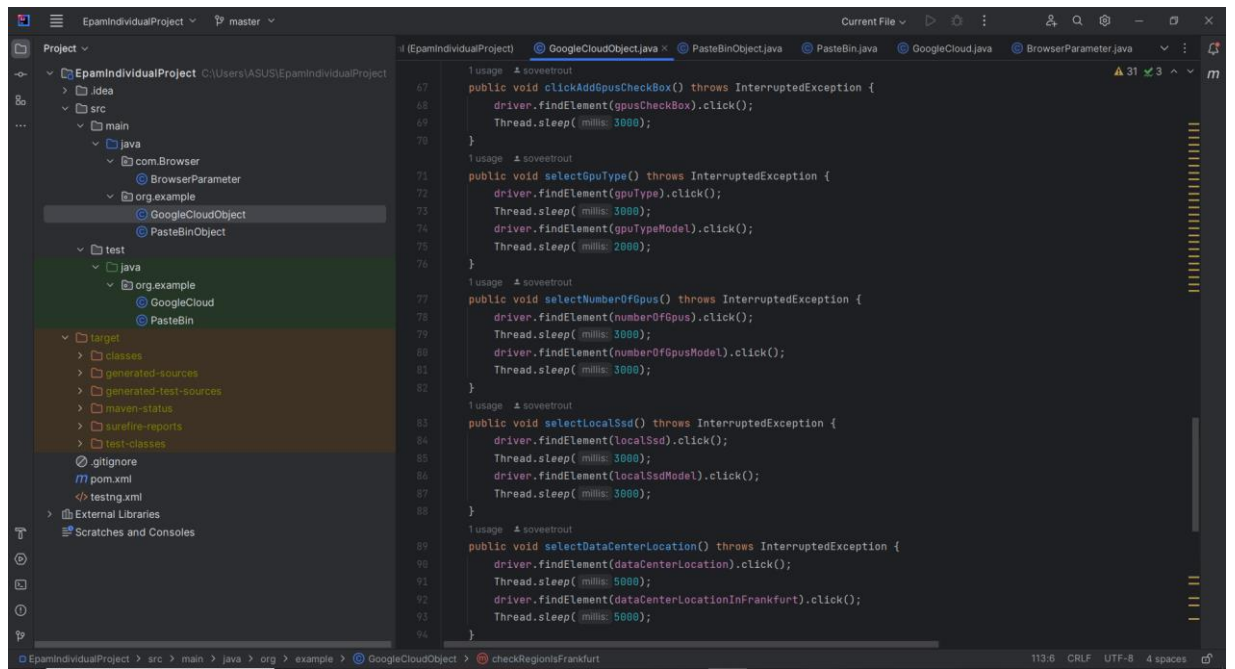 EpamIndividualProject master Current File
Project
EpamIndividualProject C:\Users\ASUS\EpamIndividualProject
.idea
src
main
java
com.Browser
BrowserParameter
org.example
GoogleCloudObject
PasteBinObject
test
java
org.example
GoogleCloud
PasteBin
target
classes
generated-sources
generated-test-sources
maven-status
surefire-reports
test-classes
.gitignore
pom.xml
testng.xml
External Libraries
Scratches and Consoles
(EpamIndividualProject) GoogleCloudObject.java PasteBinObject.java PasteBin.java GoogleCloud.java BrowserParameter.java
1 usage soveetrout 31 3
67 public void clickAddGpusCheckBox() throws InterruptedException {
68 driver.findElement(gpusCheckBox).click();
69 Thread.sleep( millis: 3000);
70 }
1 usage soveetrout
71 public void selectGpuType() throws InterruptedException {
72 driver.findElement(gpuType).click();
73 Thread.sleep( millis: 3000);
74 driver.findElement(gpuTypeModel).click();
75 Thread.sleep( millis: 2000);
76 }
1 usage soveetrout
77 public void selectNumberOfGpus() throws InterruptedException {
78 driver.findElement(numberOfGpus).click();
79 Thread.sleep( millis: 3000);
80 driver.findElement(numberOfGpusModel).click();
81 Thread.sleep( millis: 3000);
82 }
1 usage soveetrout
83 public void selectLocalSsd() throws InterruptedException {
84 driver.findElement(localSsd).click();
85 Thread.sleep( millis: 3000);
86 driver.findElement(localSsdModel).click();
87 Thread.sleep( millis: 3000);
88 }
1 usage soveetrout
89 public void selectDataCenterLocation() throws InterruptedException {
90 driver.findElement(dataCenterLocation).click();
91 Thread.sleep( millis: 5000);
92 driver.findElement(dataCenterLocationInFrankfurt).click();
93 Thread.sleep( millis: 5000);
94 }
EpamIndividualProject > src > main > java > org > example > GoogleCloudObject > checkRegionIsFrankfurt 113:6 CRLF UTF-8 4 spaces